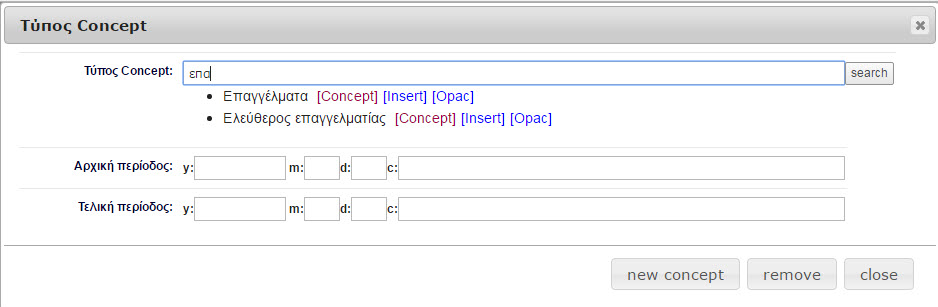 Τύπος Concept
Τύπος Concept: επα search
Επαγγέλματα [Concept] [Insert] [Opac]
Ελεύθερος επαγγελματίας [Concept] [Insert] [Opac]
Αρχική περίοδος: y: m: d: c:
Τελική περίοδος: y: m: d: c:
new concept remove close